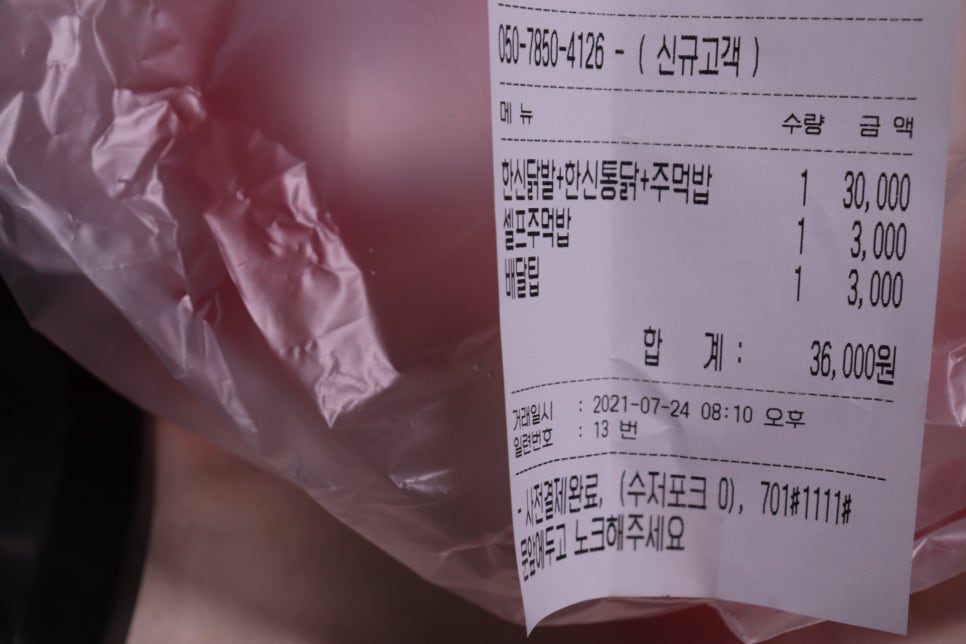 050-7850-4126 - ( 신규고객 )
메 뉴 수량 금 액
한신닭발+한신통닭+주먹밥 1 30,000
셀프주먹밥 1 3,000
배달팁 1 3,000
합 계 : 36,000원
거래일시 : 2021-07-24 08:10 오후
일련번호 : 13 번
- 사전결제완료, (수저포크 O), 701#1111#
문앞에두고 노크해주세요